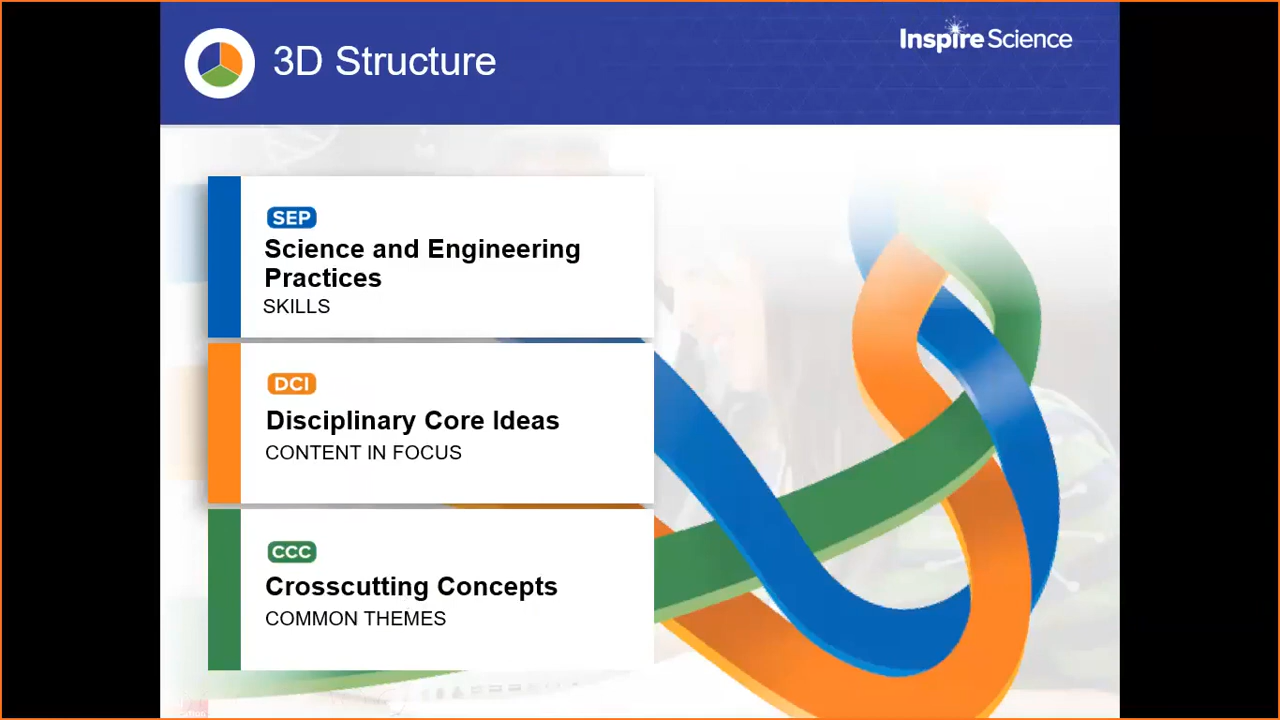 3D Structure
Inspire Science
SEP
Science and Engineering
Practices
SKILLS
DCI
Disciplinary Core Ideas
CONTENT IN FOCUS
CCC
Crosscutting Concepts
COMMON THEMES